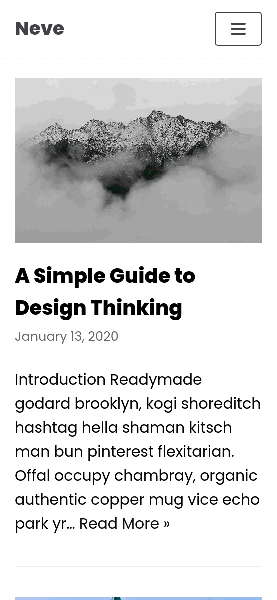 Neve
A Simple Guide to
Design Thinking
January 13, 2020
Introduction Readymade
godard brooklyn, kogi shoreditch
hashtag hella shaman kitsch
man bun pinterest flexitarian.
Offal occupy chambray, organic
authentic copper mug vice echo
park yr… Read More »